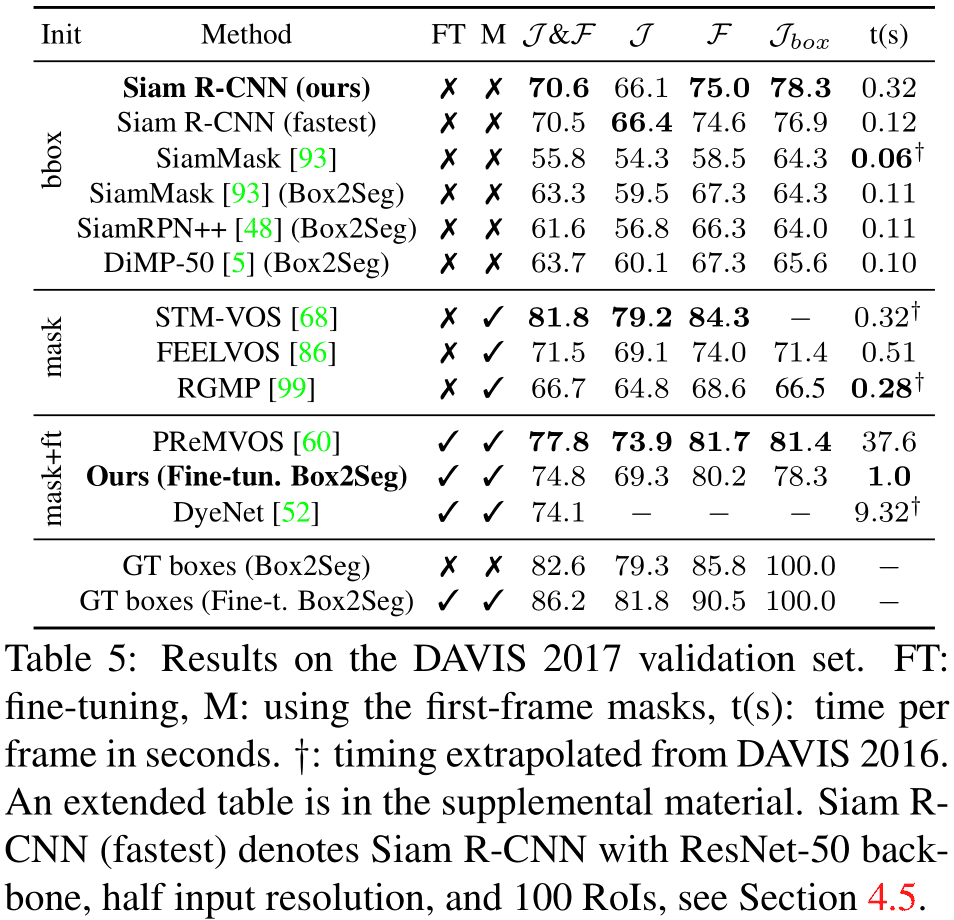 Init Method FT M 𝒥&ℱ 𝒥 ℱ 𝒥box t(s)
bbox
Siam R-CNN (ours) ✗ ✗ 70.6 66.1 75.0 78.3 0.32
Siam R-CNN (fastest) ✗ ✗ 70.5 66.4 74.6 76.9 0.12
SiamMask [93] ✗ ✗ 55.8 54.3 58.5 64.3 0.06†
SiamMask [93] (Box2Seg) ✗ ✗ 63.3 59.5 67.3 64.3 0.11
SiamRPN++ [48] (Box2Seg) ✗ ✗ 61.6 56.8 66.3 64.0 0.11
DiMP-50 [5] (Box2Seg) ✗ ✗ 63.7 60.1 67.3 65.6 0.10
mask
STM-VOS [68] ✗ ✓ 81.8 79.2 84.3 − 0.32†
FEELVOS [86] ✗ ✓ 71.5 69.1 74.0 71.4 0.51
RGMP [99] ✗ ✓ 66.7 64.8 68.6 66.5 0.28†
mask+ft
PReMVOS [60] ✓ ✓ 77.8 73.9 81.7 81.4 37.6
Ours (Fine-tun. Box2Seg) ✓ ✓ 74.8 69.3 80.2 78.3 1.0
DyeNet [52] ✓ ✓ 74.1 − − − 9.32†
GT boxes (Box2Seg) ✗ ✗ 82.6 79.3 85.8 100.0 −
GT boxes (Fine-t. Box2Seg) ✓ ✓ 86.2 81.8 90.5 100.0 −
Table 5: Results on the DAVIS 2017 validation set. FT:
fine-tuning, M: using the first-frame masks, t(s): time per
frame in seconds. †: timing extrapolated from DAVIS 2016.
An extended table is in the supplemental material. Siam R-
CNN (fastest) denotes Siam R-CNN with ResNet-50 back-
bone, half input resolution, and 100 RoIs, see Section 4.5.